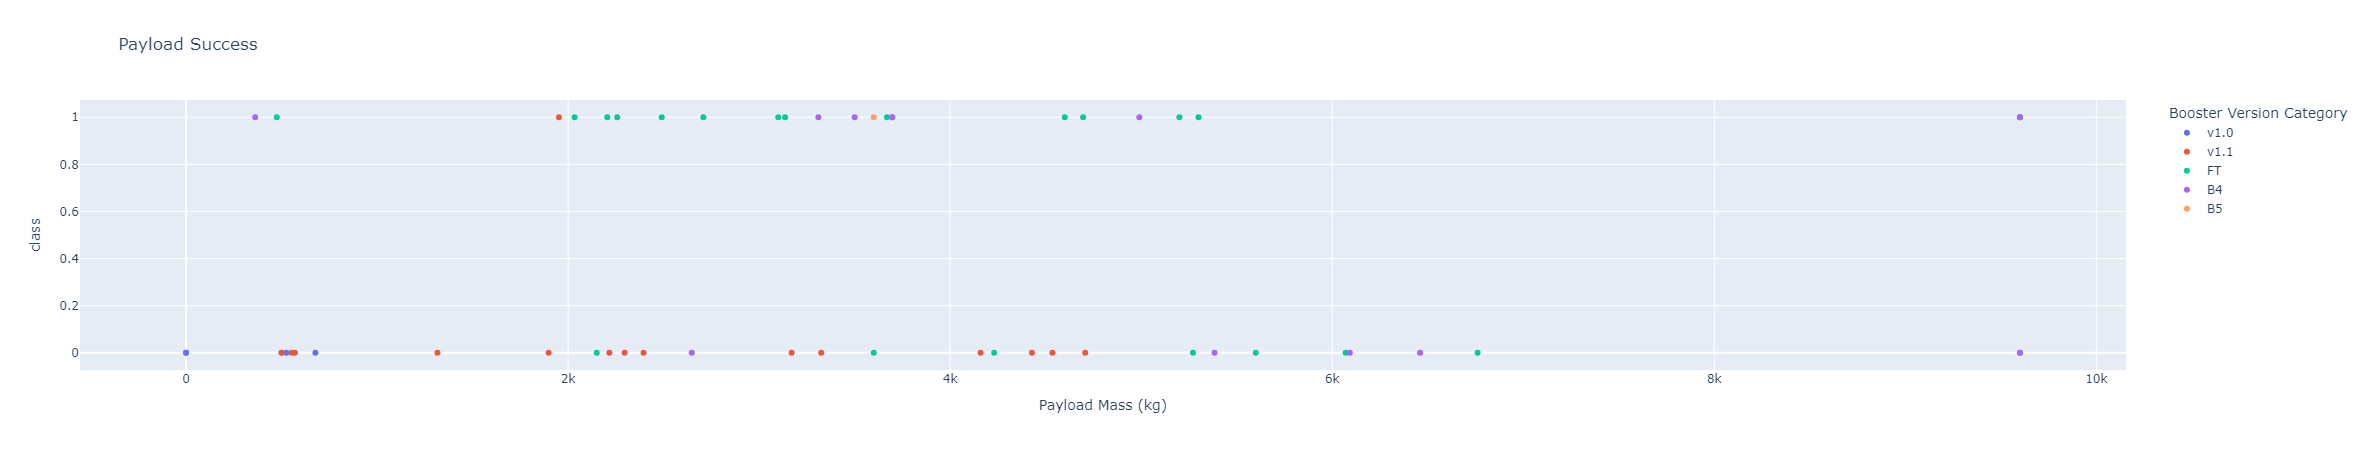 Payload Success
1
0.8
0.6
0.4
0.2
0
class
0 2k 4k 6k 8k 10k
Payload Mass (kg)
Booster Version Category
v1.0
v1.1
FT
B4
B5